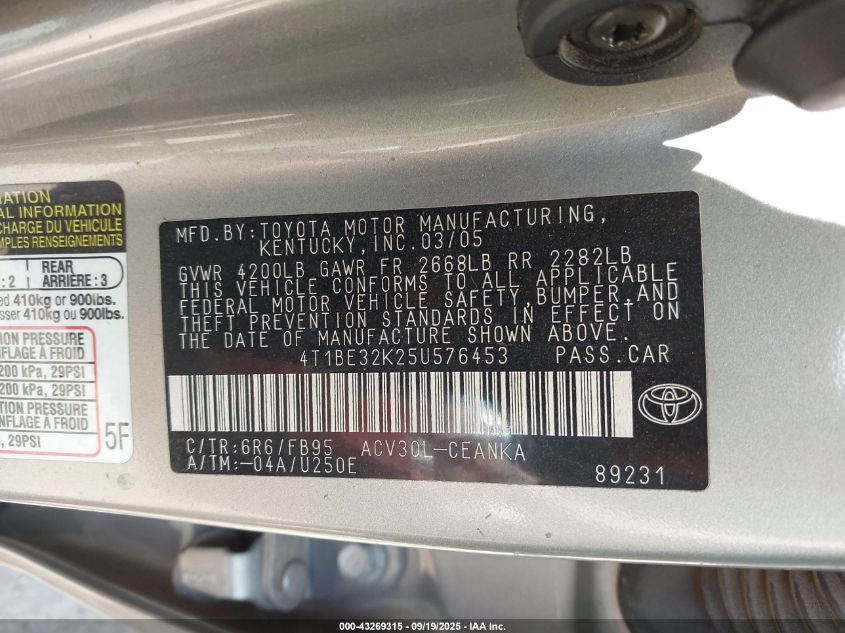 ATION
AL INFORMATION
CHARGE DU VÉHICULE
MPLES RENSEIGNEMENTS
: 2
REAR
ARRIÈRE : 3
ed 410kg or 900lbs.
sser 410kg ou 900lbs.
TION PRESSURE
NFLAGE À FROID
200 kPa, 29PSI
200 kPa, 29PSI
TION PRESSURE
NFLAGE À FROID
, 29PSI
5F
MFD.BY:TOYOTA MOTOR MANUFACTURING,
KENTUCKY,INC.03/05
GVWR 4200LB GAWR FR 2668LB RR 2282LB
THIS VEHICLE CONFORMS TO ALL APPLICABLE
FEDERAL MOTOR VEHICLE SAFETY,BUMPER,AND
THEFT PREVENTION STANDARDS IN EFFECT ON
THE DATE OF MANUFACTURE SHOWN ABOVE.
4T1BE32K25U576453 PASS.CAR
C/TR:6R6/FB95 ACV30L-CEANKA
A/TM:-04A/U250E
89231
000-43269315 - 09/19/2025 - IAA Inc.